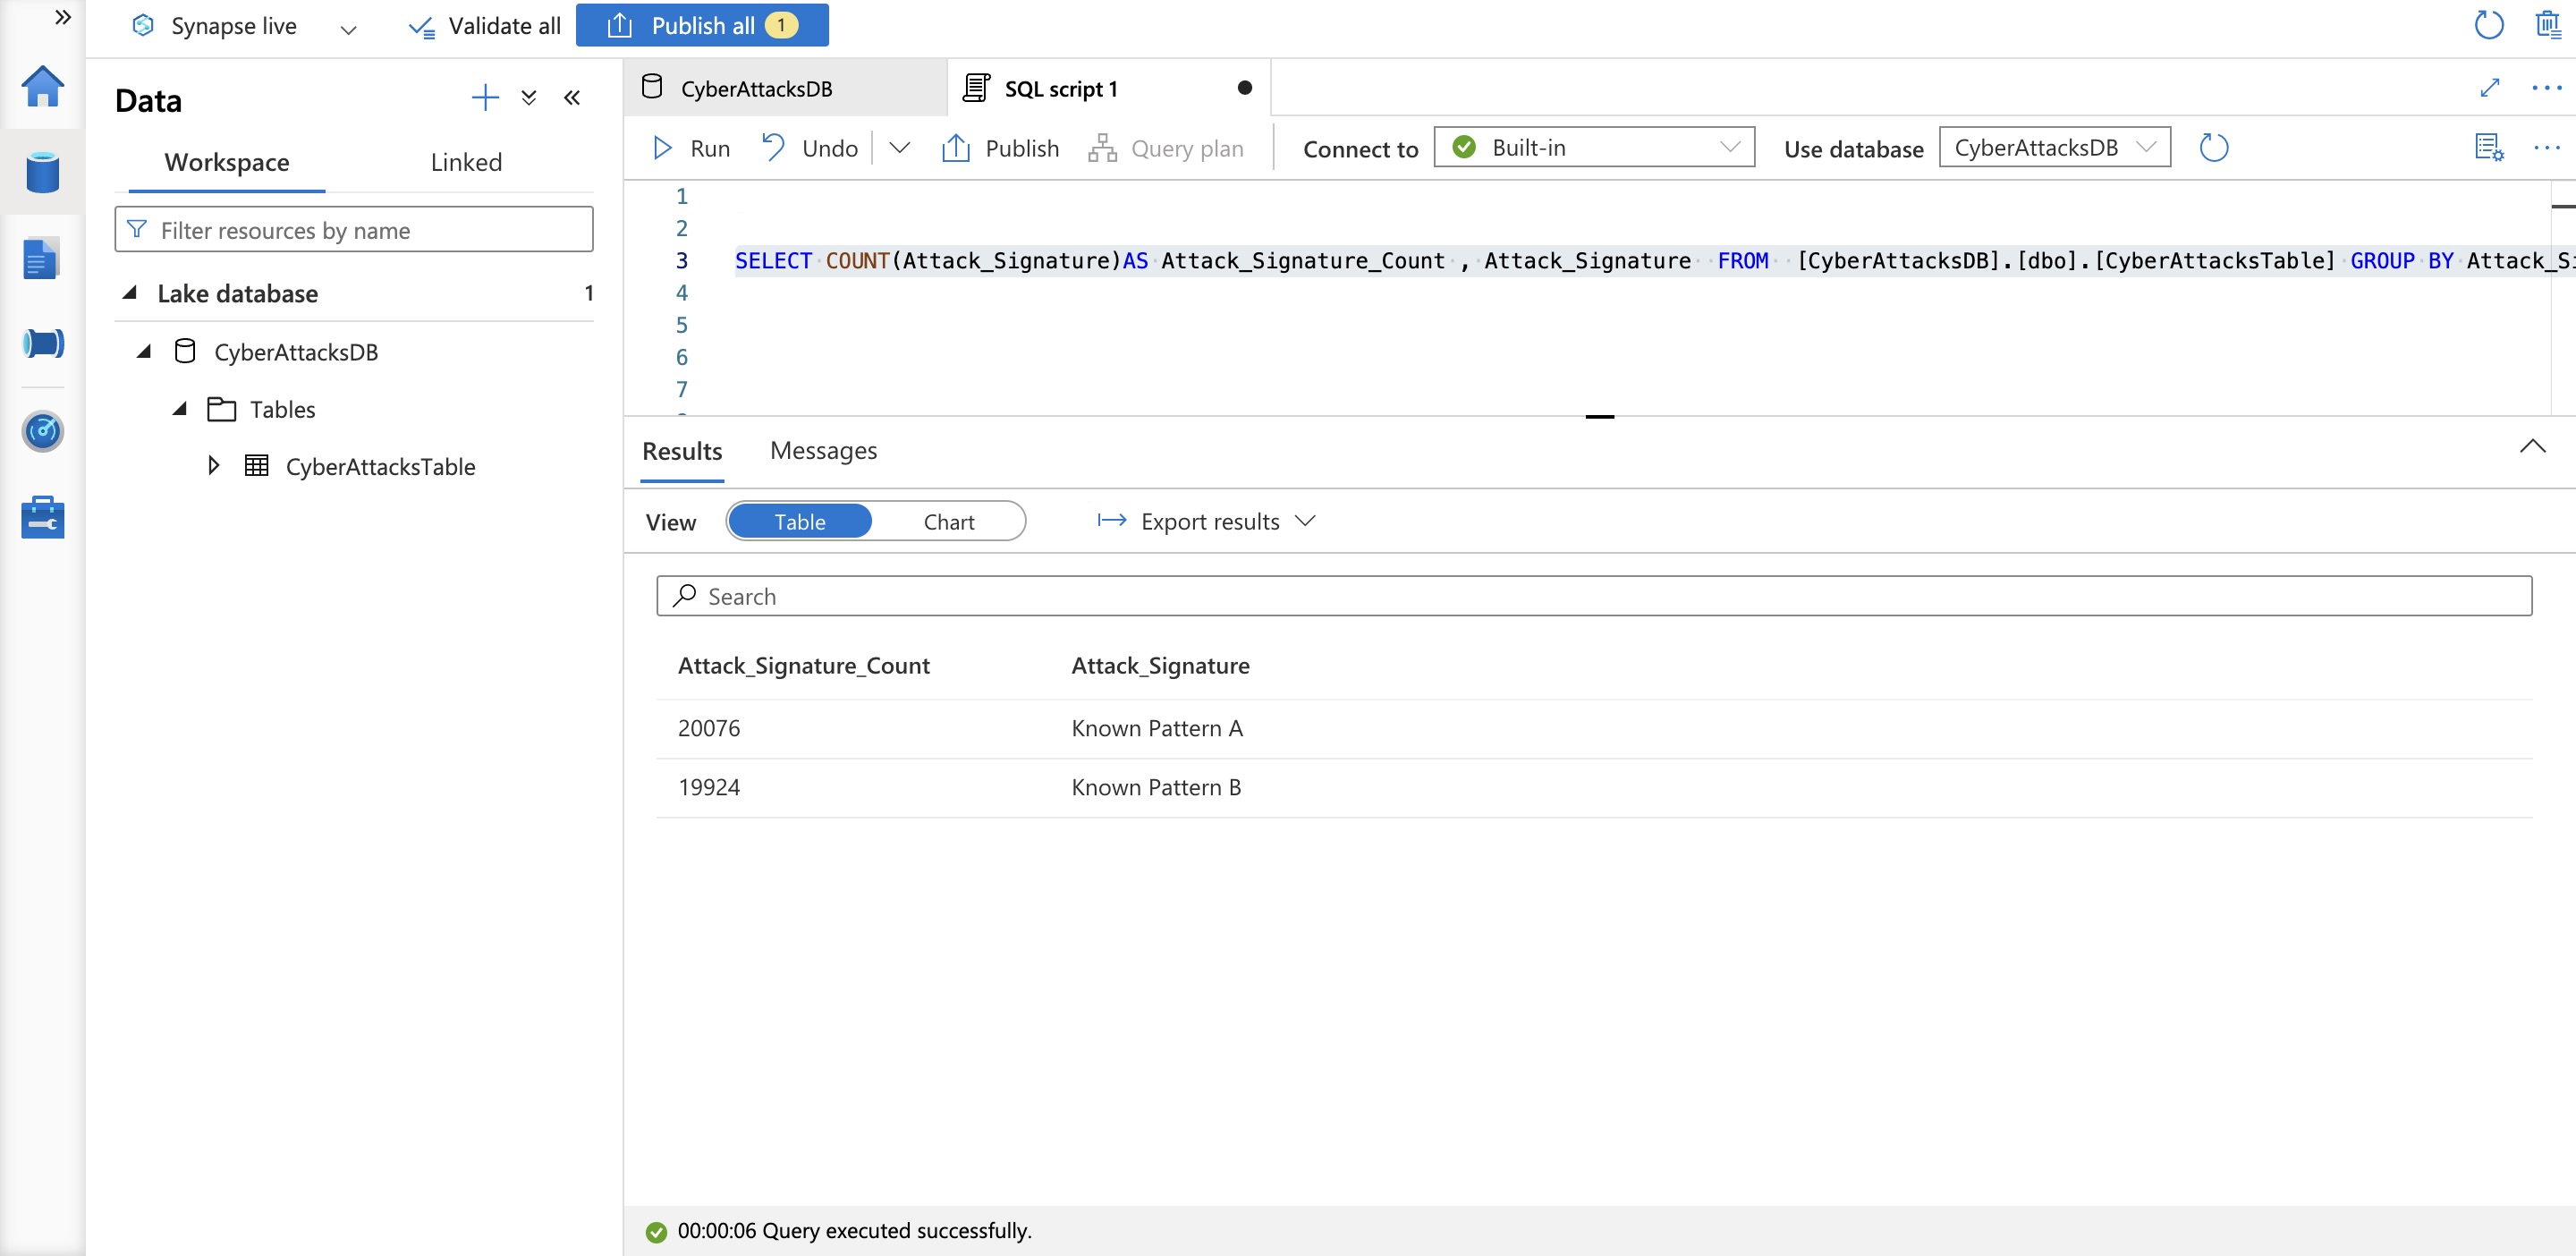 Synapse live
Validate all
Publish all 1
Data
Workspace
Linked
Filter resources by name
Lake database 1
CyberAttacksDB
Tables
CyberAttacksTable
CyberAttacksDB
SQL script 1
Run
Undo
Publish
Query plan
Connect to
Built-in
Use database
CyberAttacksDB
1
2
3 SELECT COUNT(Attack_Signature)AS Attack_Signature_Count , Attack_Signature FROM [CyberAttacksDB].[dbo].[CyberAttacksTable] GROUP BY Attack_Si
4
5
6
7
Results
Messages
View
Table
Chart
Export results
Search
Attack_Signature_Count Attack_Signature
20076 Known Pattern A
19924 Known Pattern B
00:00:06 Query executed successfully.